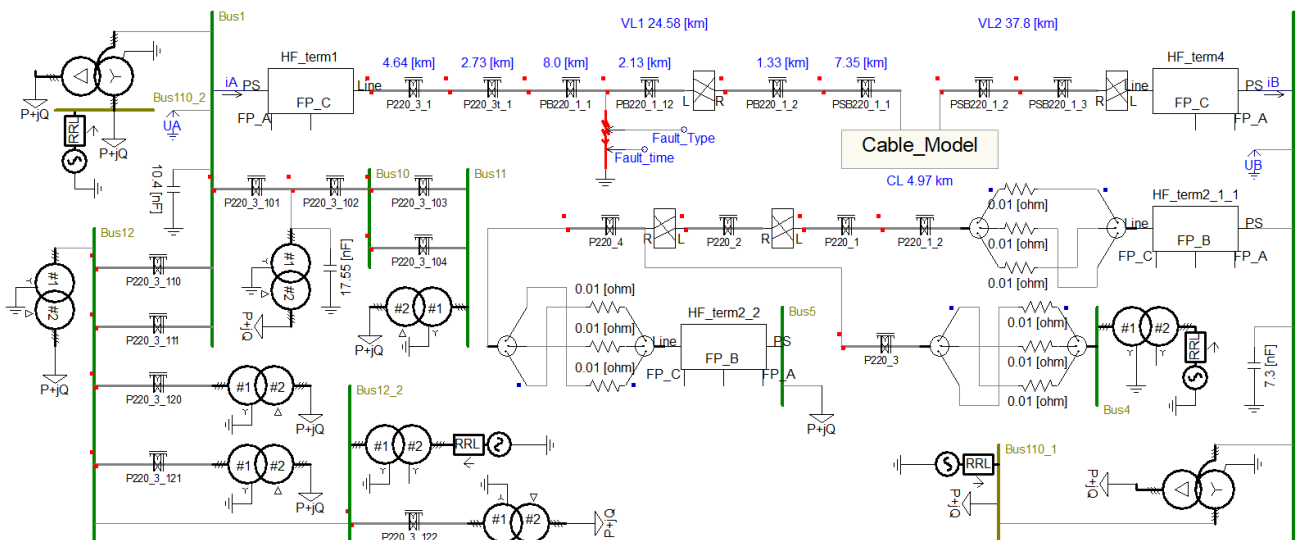 VL1 24.58 [km]
VL2 37.8 [km]
Bus1
HF_term1
4.64 [km]
2.73 [km]
8.0 [km]
2.13 [km]
1.33 [km]
7.35 [km]
HF_term4
iA
PS
Line
FP_C
FP_A
P220_3_1
P220_3t_1
PB220_1_1
PB220_1_12
L
R
PB220_1_2
PSB220_1_1
PSB220_1_2
PSB220_1_3
R
L
Line
PS
FP_C
FP_A
iB
P+jQ
Bus110_2
UA
RRL
P+jQ
Fault_Type
Fault_time
Cable_Model
CL 4.97 km
UB
10.4 [nF]
Bus10
Bus11
P220_3_101
P220_3_102
P220_3_103
P220_3_104
HF_term2_1_1
0.01 [ohm]
0.01 [ohm]
0.01 [ohm]
Line
PS
FP_B
FP_C
FP_A
P220_4
R
L
P220_2
R
L
P220_1
P220_1_2
Bus12
#1
#2
P+jQ
P220_3_110
P220_3_111
#1
#2
P+jQ
17.55 [nF]
#2
#1
P+jQ
0.01 [ohm]
0.01 [ohm]
0.01 [ohm]
HF_term2_2
Line
PS
FP_B
FP_C
FP_A
Bus5
P+jQ
P220_3
0.01 [ohm]
0.01 [ohm]
0.01 [ohm]
#1
#2
RRL
Bus4
7.3 [nF]
P220_3_120
#1
#2
P+jQ
P220_3_121
#1
#2
P+jQ
Bus12_2
#1
#2
RRL
P220_3_122
#1
#2
P+jQ
Bus110_1
RRL
P+jQ
P+jQ